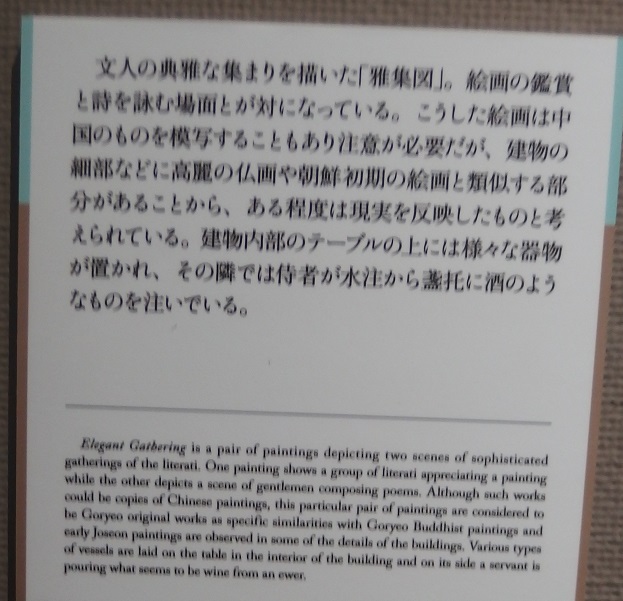 文人の典雅な集まりを描いた「雅集図」。絵画の鑑賞
と詩を詠む場面とが対になっている。こうした絵画は中
国のものを模写することもあり注意が必要だが、建物の
細部などに高麗の仏画や朝鮮初期の絵画と類似する部
分があることから、ある程度は現実を反映したものと考
えられている。建物内部のテーブルの上には様々な器物
が置かれ、その隣では侍者が水注から盞托に酒のよう
なものを注いでいる。
Elegant Gathering is a pair of paintings depicting two scenes of sophisticated
gatherings of the literati. One painting shows a group of literati appreciating a painting
while the other depicts a scene of gentlemen composing poems. Although such works
could be copies of Chinese paintings, this particular pair of paintings are considered to
be Goryeo original works as specific similarities with Goryeo Buddhist paintings and
early Joseon paintings are observed in some of the details of the buildings. Various types
of vessels are laid on the table in the interior of the building and on its side a servant is
pouring what seems to be wine from an ewer.